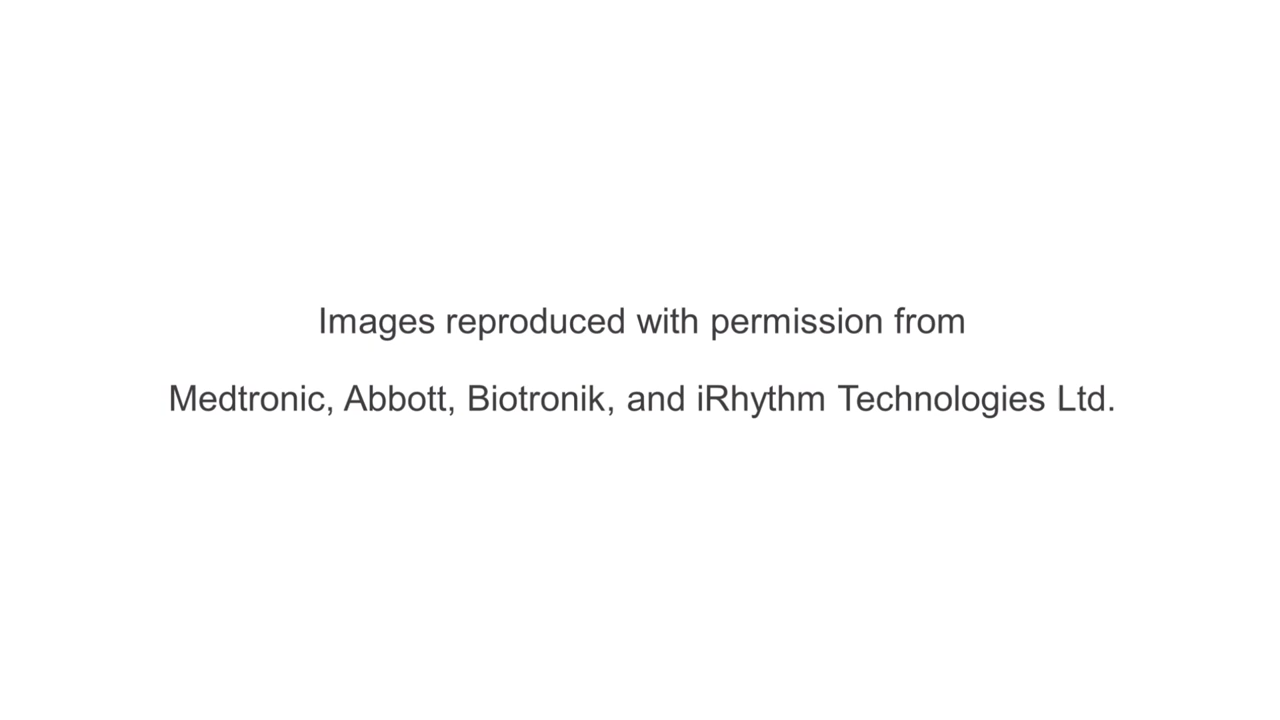 Images reproduced with permission from
Medtronic, Abbott, Biotronik, and iRhythm Technologies Ltd.